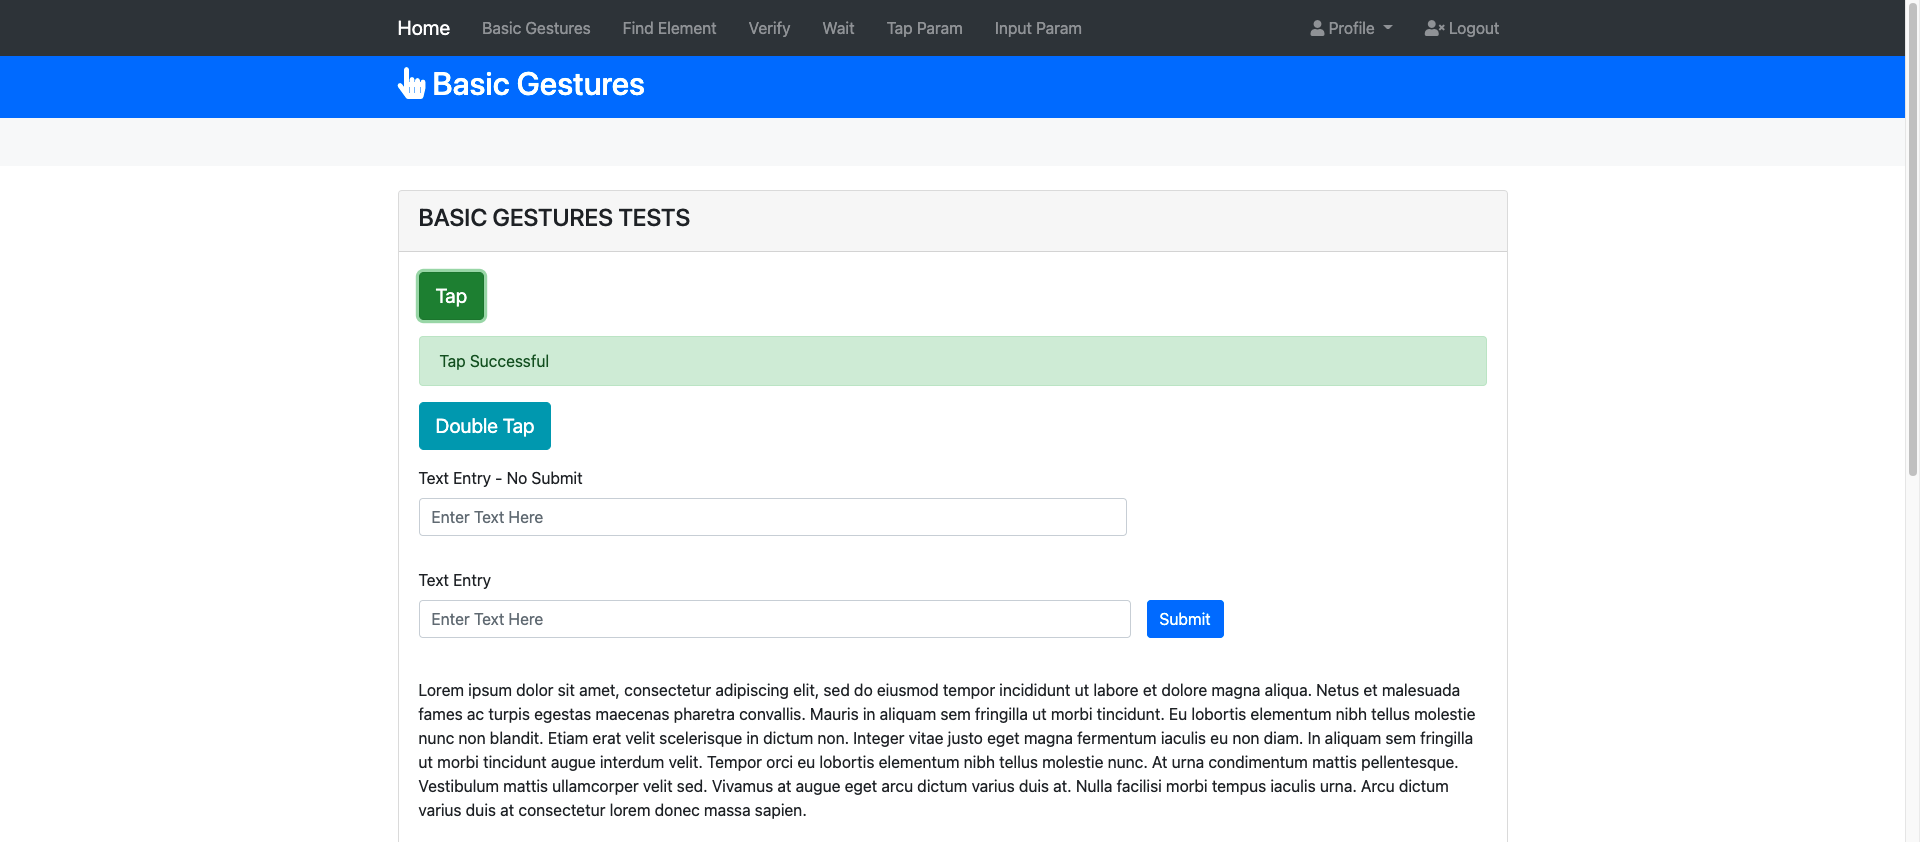 Home Basic Gestures Find Element Verify Wait Tap Param Input Param Profile Logout
Basic Gestures
BASIC GESTURES TESTS
Tap
Tap Successful
Double Tap
Text Entry - No Submit
Enter Text Here
Text Entry
Enter Text Here Submit
Lorem ipsum dolor sit amet, consectetur adipiscing elit, sed do eiusmod tempor incididunt ut labore et dolore magna aliqua. Netus et malesuada
fames ac turpis egestas maecenas pharetra convallis. Mauris in aliquam sem fringilla ut morbi tincidunt. Eu lobortis elementum nibh tellus molestie
nunc non blandit. Etiam erat velit scelerisque in dictum non. Integer vitae justo eget magna fermentum iaculis eu non diam. In aliquam sem fringilla
ut morbi tincidunt augue interdum velit. Tempor orci eu lobortis elementum nibh tellus molestie nunc. At urna condimentum mattis pellentesque.
Vestibulum mattis ullamcorper velit sed. Vivamus at augue eget arcu dictum varius duis at. Nulla facilisi morbi tempus iaculis urna. Arcu dictum
varius duis at consectetur lorem donec massa sapien.